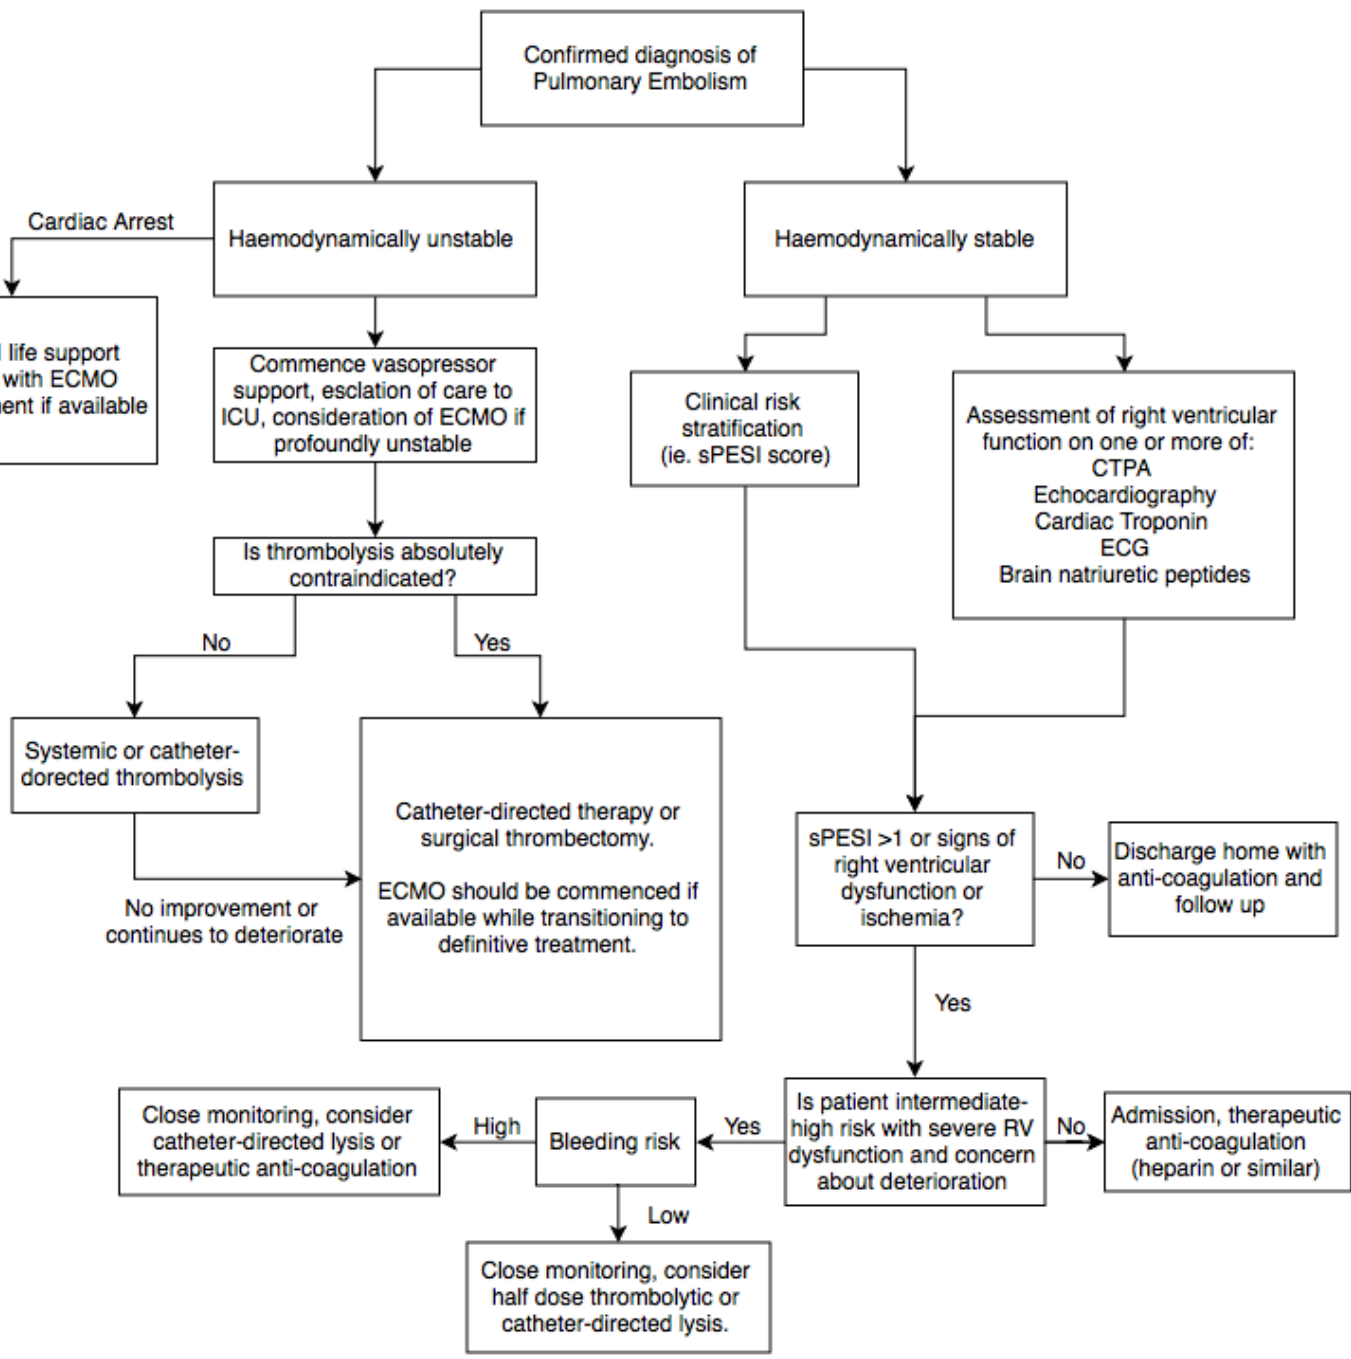 Confirmed diagnosis of
Pulmonary Embolism
Cardiac Arrest
Haemodynamically unstable
Haemodynamically stable
life support
with ECMO
if available
Commence vasopressor
support, esclation of care to
ICU, consideration of ECMO if
profoundly unstable
Clinical risk
stratification
(ie. sPESI score)
Assessment of right ventricular
function on one or more of:
CTPA
Echocardiography
Cardiac Troponin
ECG
Brain natriuretic peptides
Is thrombolysis absolutely
contraindicated?
No
Yes
Systemic or catheter-
dorected thrombolysis
No improvement or
continues to deteriorate
Catheter-directed therapy or
surgical thrombectomy.
ECMO should be commenced if
available while transitioning to
definitive treatment.
sPESI >1 or signs of
right ventricular
dysfunction or
ischemia?
No
Discharge home with
anti-coagulation and
follow up
Yes
Is patient intermediate-
high risk with severe RV
dysfunction and concern
about deterioration
No
Admission, therapeutic
anti-coagulation
(heparin or similar)
Yes
Bleeding risk
High
Close monitoring, consider
catheter-directed lysis or
therapeutic anti-coagulation
Low
Close monitoring, consider
half dose thrombolytic or
catheter-directed lysis.